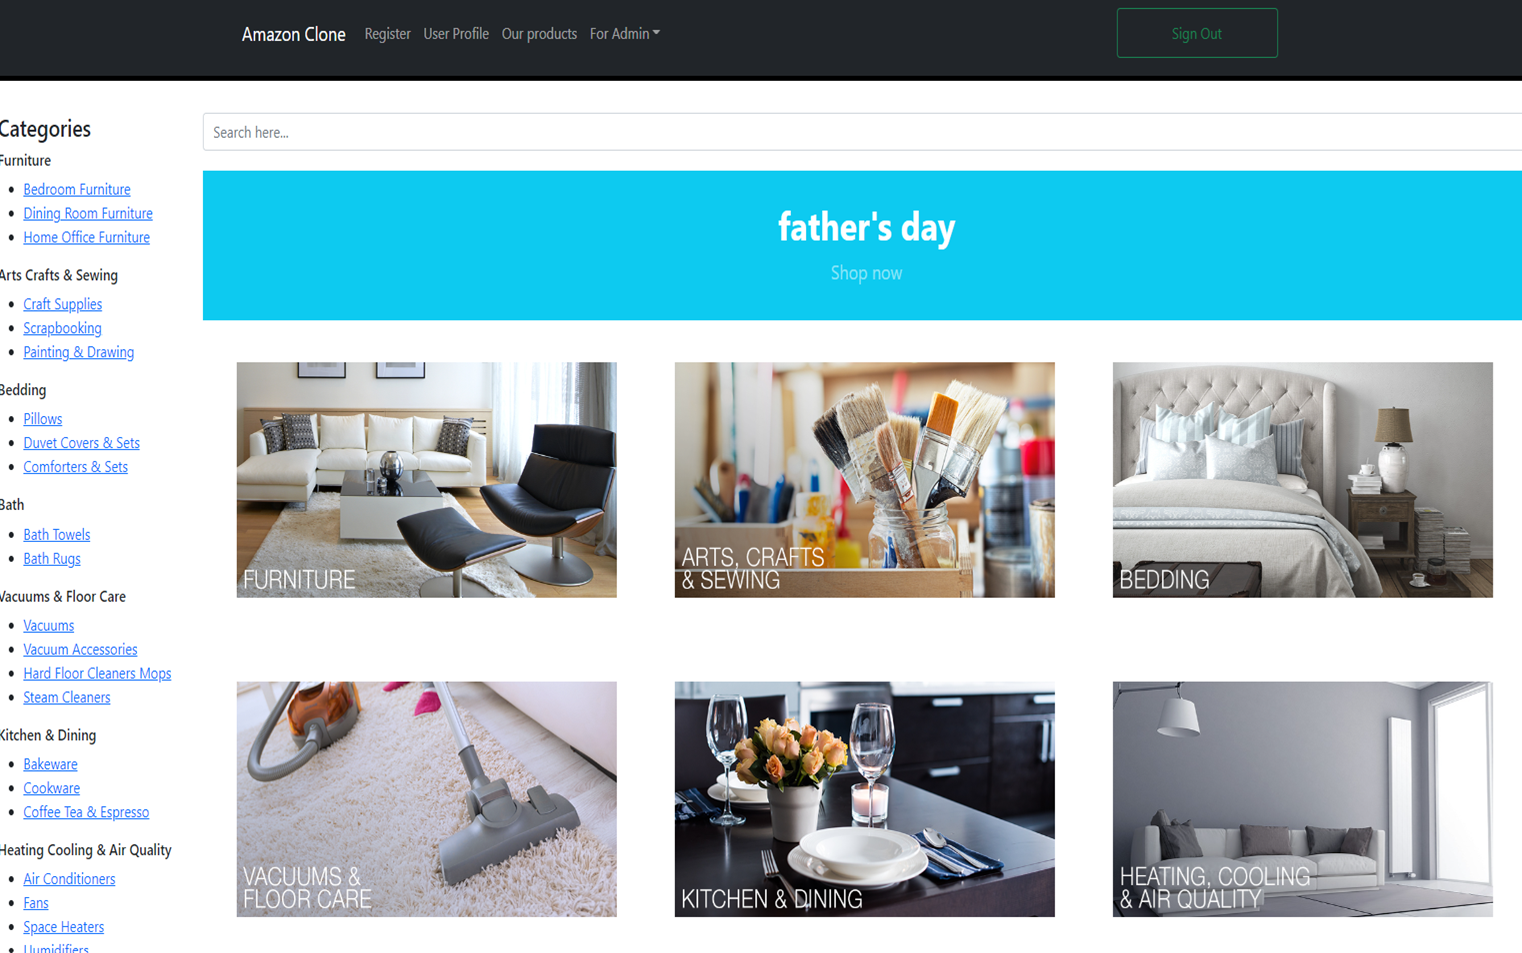 Amazon Clone Register User Profile Our products For Admin Sign Out
Categories
Furniture
Bedroom Furniture
Dining Room Furniture
Home Office Furniture
Arts Crafts & Sewing
Craft Supplies
Scrapbooking
Painting & Drawing
Bedding
Pillows
Duvet Covers & Sets
Comforters & Sets
Bath
Bath Towels
Bath Rugs
Vacuums & Floor Care
Vacuums
Vacuum Accessories
Hard Floor Cleaners Mops
Steam Cleaners
Kitchen & Dining
Bakeware
Cookware
Coffee Tea & Espresso
Heating Cooling & Air Quality
Air Conditioners
Fans
Space Heaters
Humidifiers
Search here...
father's day
Shop now
FURNITURE
ARTS, CRAFTS
& SEWING
BEDDING
VACUUMS &
FLOOR CARE
KITCHEN & DINING
HEATING, COOLING
& AIR QUALITY